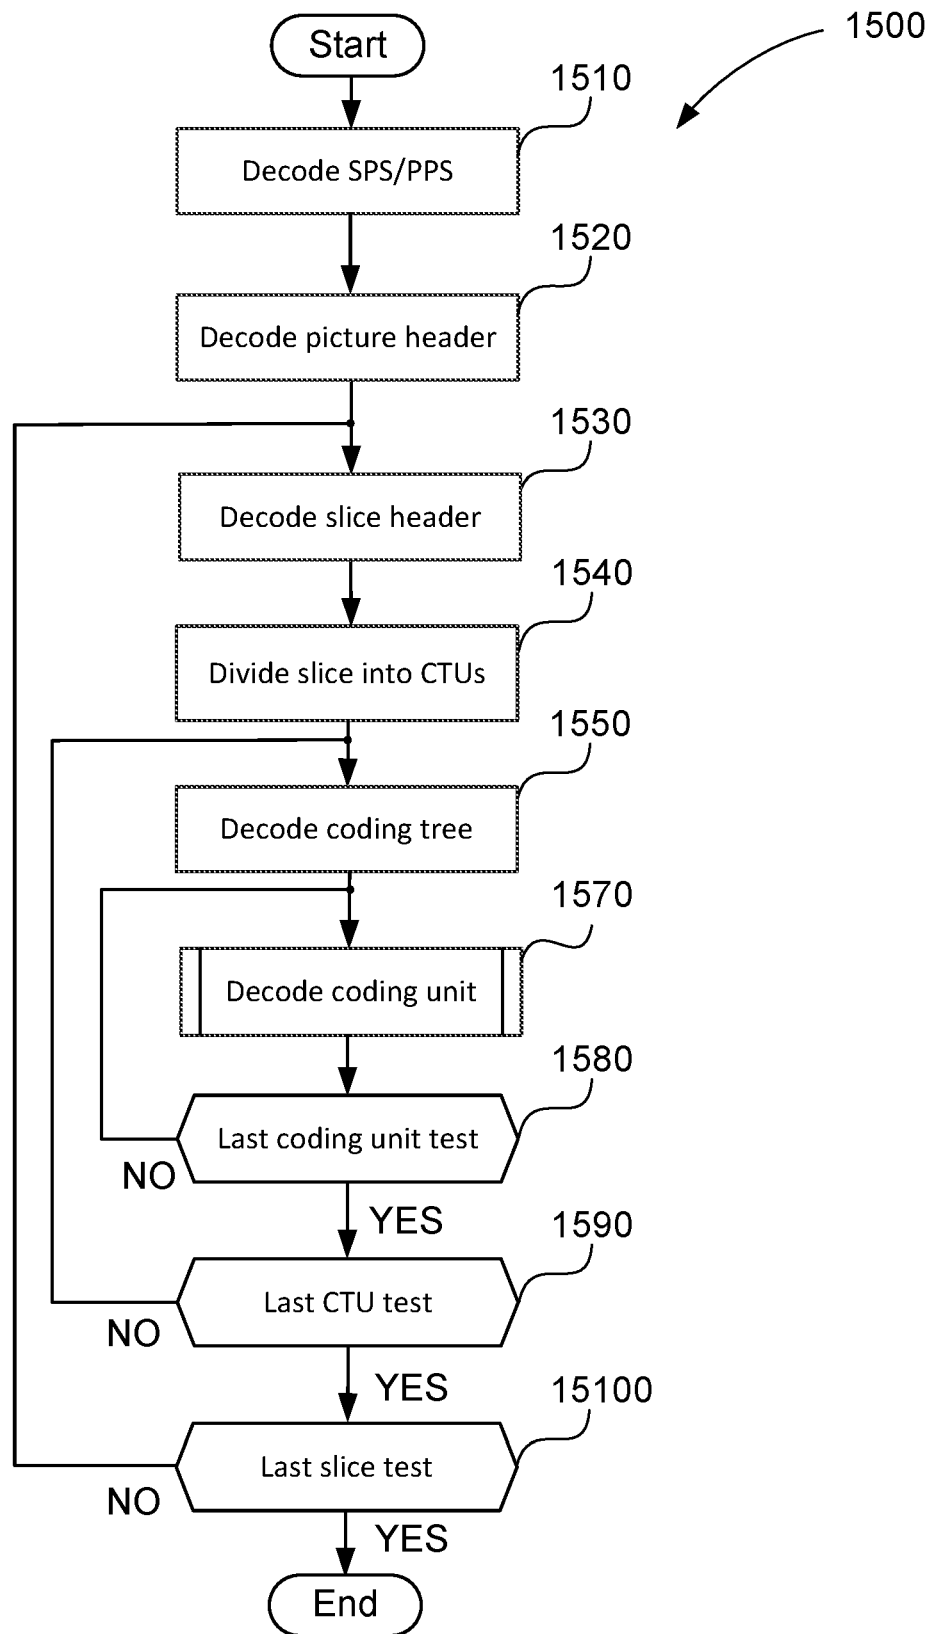 Start
1500
1510
Decode SPS/PPS
1520
Decode picture header
1530
Decode slice header
1540
Divide slice into CTUs
1550
Decode coding tree
1570
Decode coding unit
1580
Last coding unit test
NO
YES
1590
Last CTU test
NO
YES
15100
Last slice test
NO
YES
End